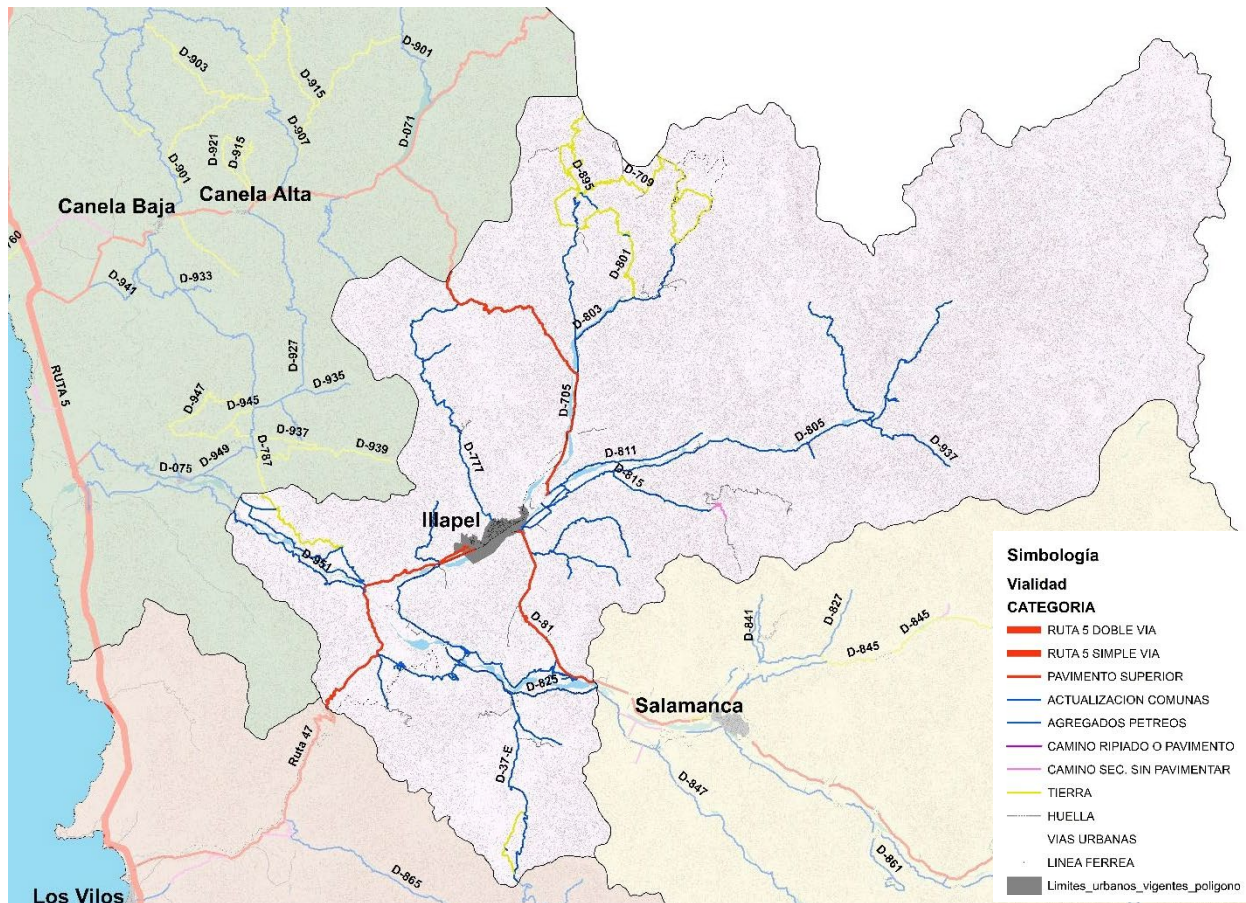 D-903
D-901
D-915
D-071
D-921
D-915
D-907
D-901
Canela Alta
Canela Baja
760
D-933
D-941
D-895
D-709
D-801
D-803
RUTA 5
D-927
D-935
D-947
D-945
D-937
D-787
D-939
D-949
D-075
D-705
D-777
D-811
D-805
D-815
D-937
Illapel
D-951
D-81
D-825
Salamanca
D-841
D-827
D-845
D-845
Ruta 47
D-37-E
D-847
D-861
D-865
Los Vilos
Simbología
Vialidad
CATEGORIA
RUTA 5 DOBLE VIA
RUTA 5 SIMPLE VIA
PAVIMENTO SUPERIOR
ACTUALIZACION COMUNAS
AGREGADOS PETREOS
CAMINO RIPIADO O PAVIMENTO
CAMINO SEC. SIN PAVIMENTAR
TIERRA
HUELLA
VIAS URBANAS
LINEA FERREA
Limites_urbanos_vigentes_poligono